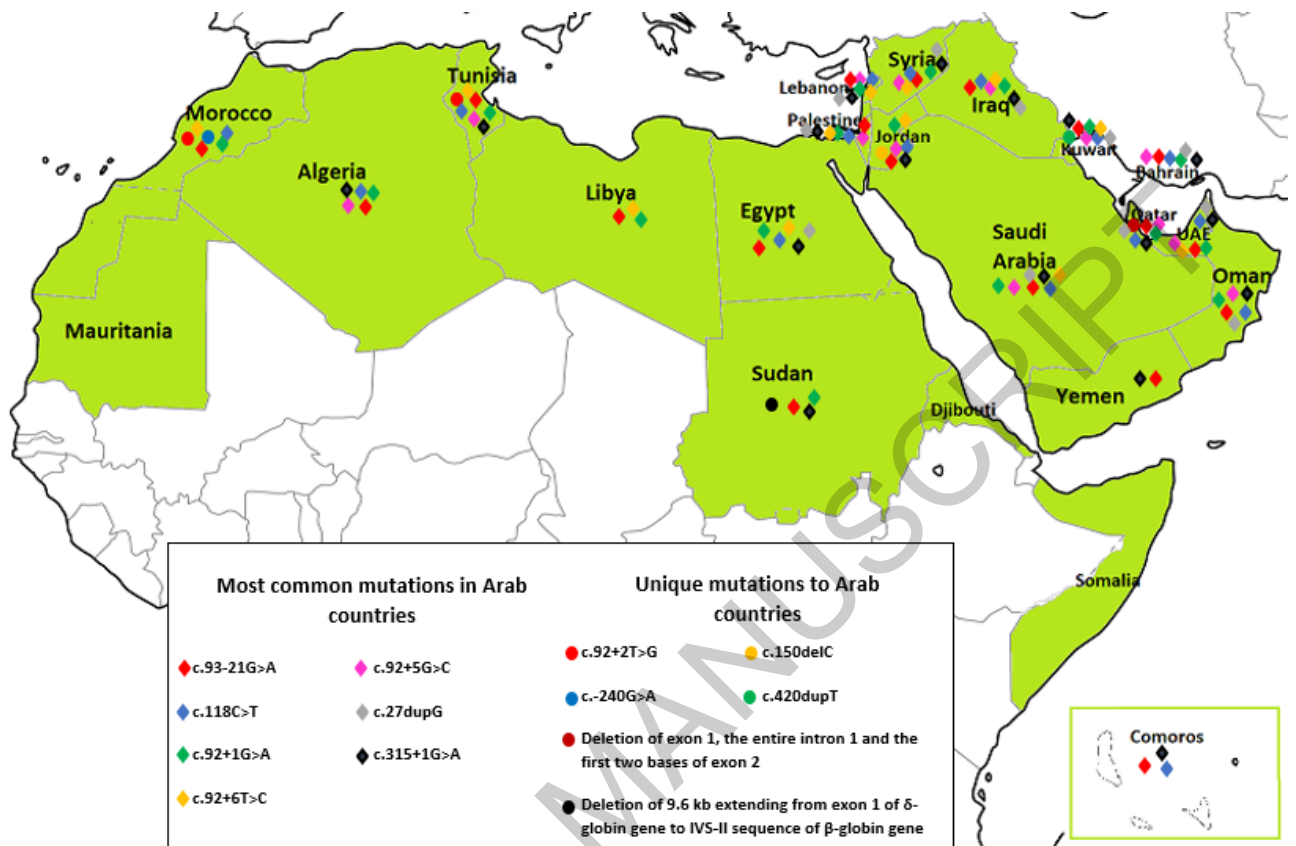 Tunisia
Morocco
Algeria
Libya
Egypt
Mauritania
Sudan
Lebanon
Syria
Palestine
Jordan
Iraq
Kuwait
Bahrain
Qatar
UAE
Saudi
Arabia
Oman
Yemen
Djibouti
Somalia
Comoros
MANUSCRIPT
Most common mutations in Arab
countries
c.93-21G>A
c.118C>T
c.92+1G>A
c.92+6T>C
c.92+5G>C
c.27dupG
c.315+1G>A
Unique mutations to Arab
countries
c.92+2T>G
c.150delC
c.-240G>A
c.420dupT
Deletion of exon 1, the entire intron 1 and the
first two bases of exon 2
Deletion of 9.6 kb extending from exon 1 of δ-
globin gene to IVS-II sequence of β-globin gene